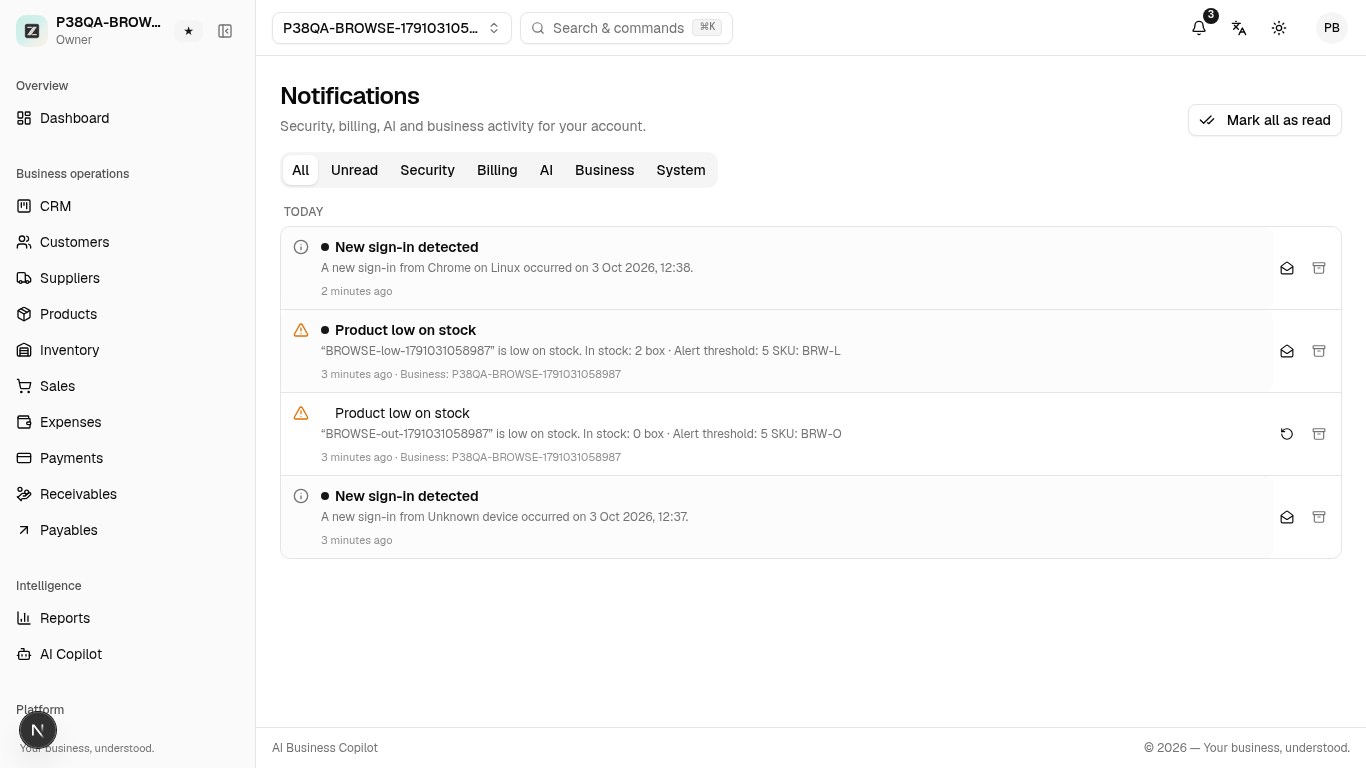 P38QA-BROW...
Owner
★
P38QA-BROWSE-179103105...
Search & commands
⌘K
3
PB
Overview
Dashboard
Business operations
CRM
Customers
Suppliers
Products
Inventory
Sales
Expenses
Payments
Receivables
Payables
Intelligence
Reports
AI Copilot
Platform
N
Your business, understood.
Notifications
Security, billing, AI and business activity for your account.
Mark all as read
All Unread Security Billing AI Business System
TODAY
New sign-in detected
A new sign-in from Chrome on Linux occurred on 3 Oct 2026, 12:38.
2 minutes ago
Product low on stock
“BROWSE-low-1791031058987” is low on stock. In stock: 2 box · Alert threshold: 5 SKU: BRW-L
3 minutes ago · Business: P38QA-BROWSE-1791031058987
Product low on stock
“BROWSE-out-1791031058987” is low on stock. In stock: 0 box · Alert threshold: 5 SKU: BRW-O
3 minutes ago · Business: P38QA-BROWSE-1791031058987
New sign-in detected
A new sign-in from Unknown device occurred on 3 Oct 2026, 12:37.
3 minutes ago
AI Business Copilot
© 2026 — Your business, understood.